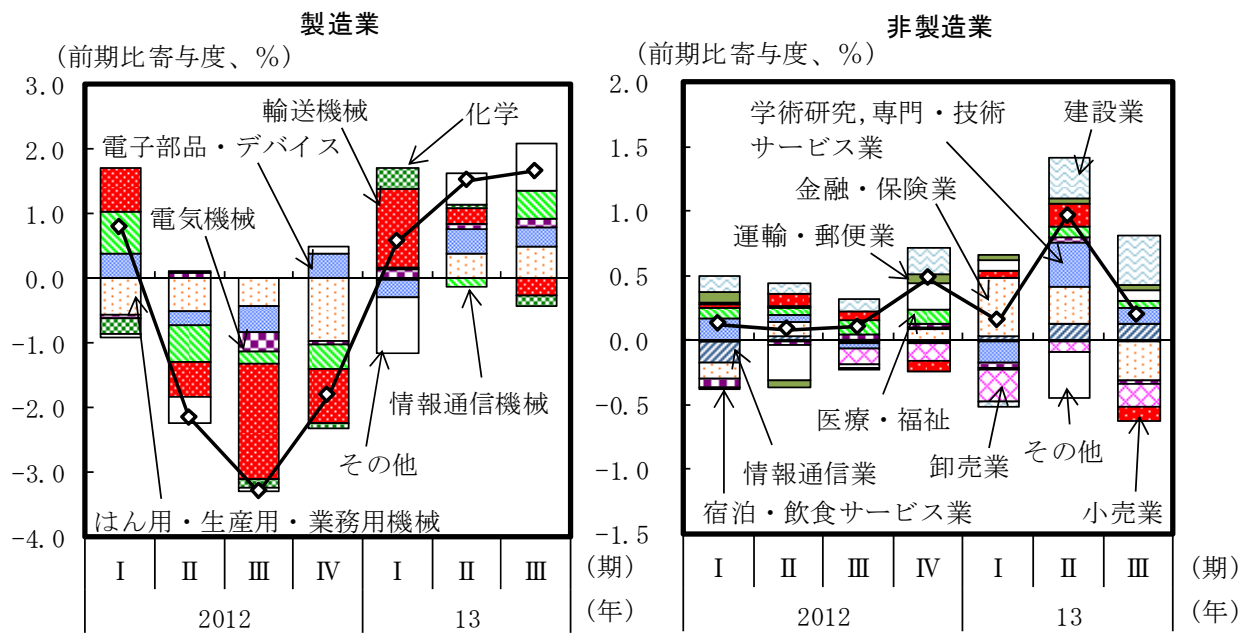 製造業
(前期比寄与度、%)
3.0
2.0
1.0
0.0
-1.0
-2.0
-3.0
-4.0
輸送機械
化学
電子部品・デバイス
電気機械
情報通信機械
その他
はん用・生産用・業務用機械
Ⅰ Ⅱ Ⅲ Ⅳ Ⅰ Ⅱ Ⅲ (期)
2012 13 (年)
非製造業
(前期比寄与度、%)
2.0
1.5
1.0
0.5
0.0
-0.5
-1.0
-1.5
学術研究,専門・技術
サービス業
建設業
金融・保険業
運輸・郵便業
医療・福祉
情報通信業
卸売業
その他
宿泊・飲食サービス業
小売業
Ⅰ Ⅱ Ⅲ Ⅳ Ⅰ Ⅱ Ⅲ (期)
2012 13 (年)